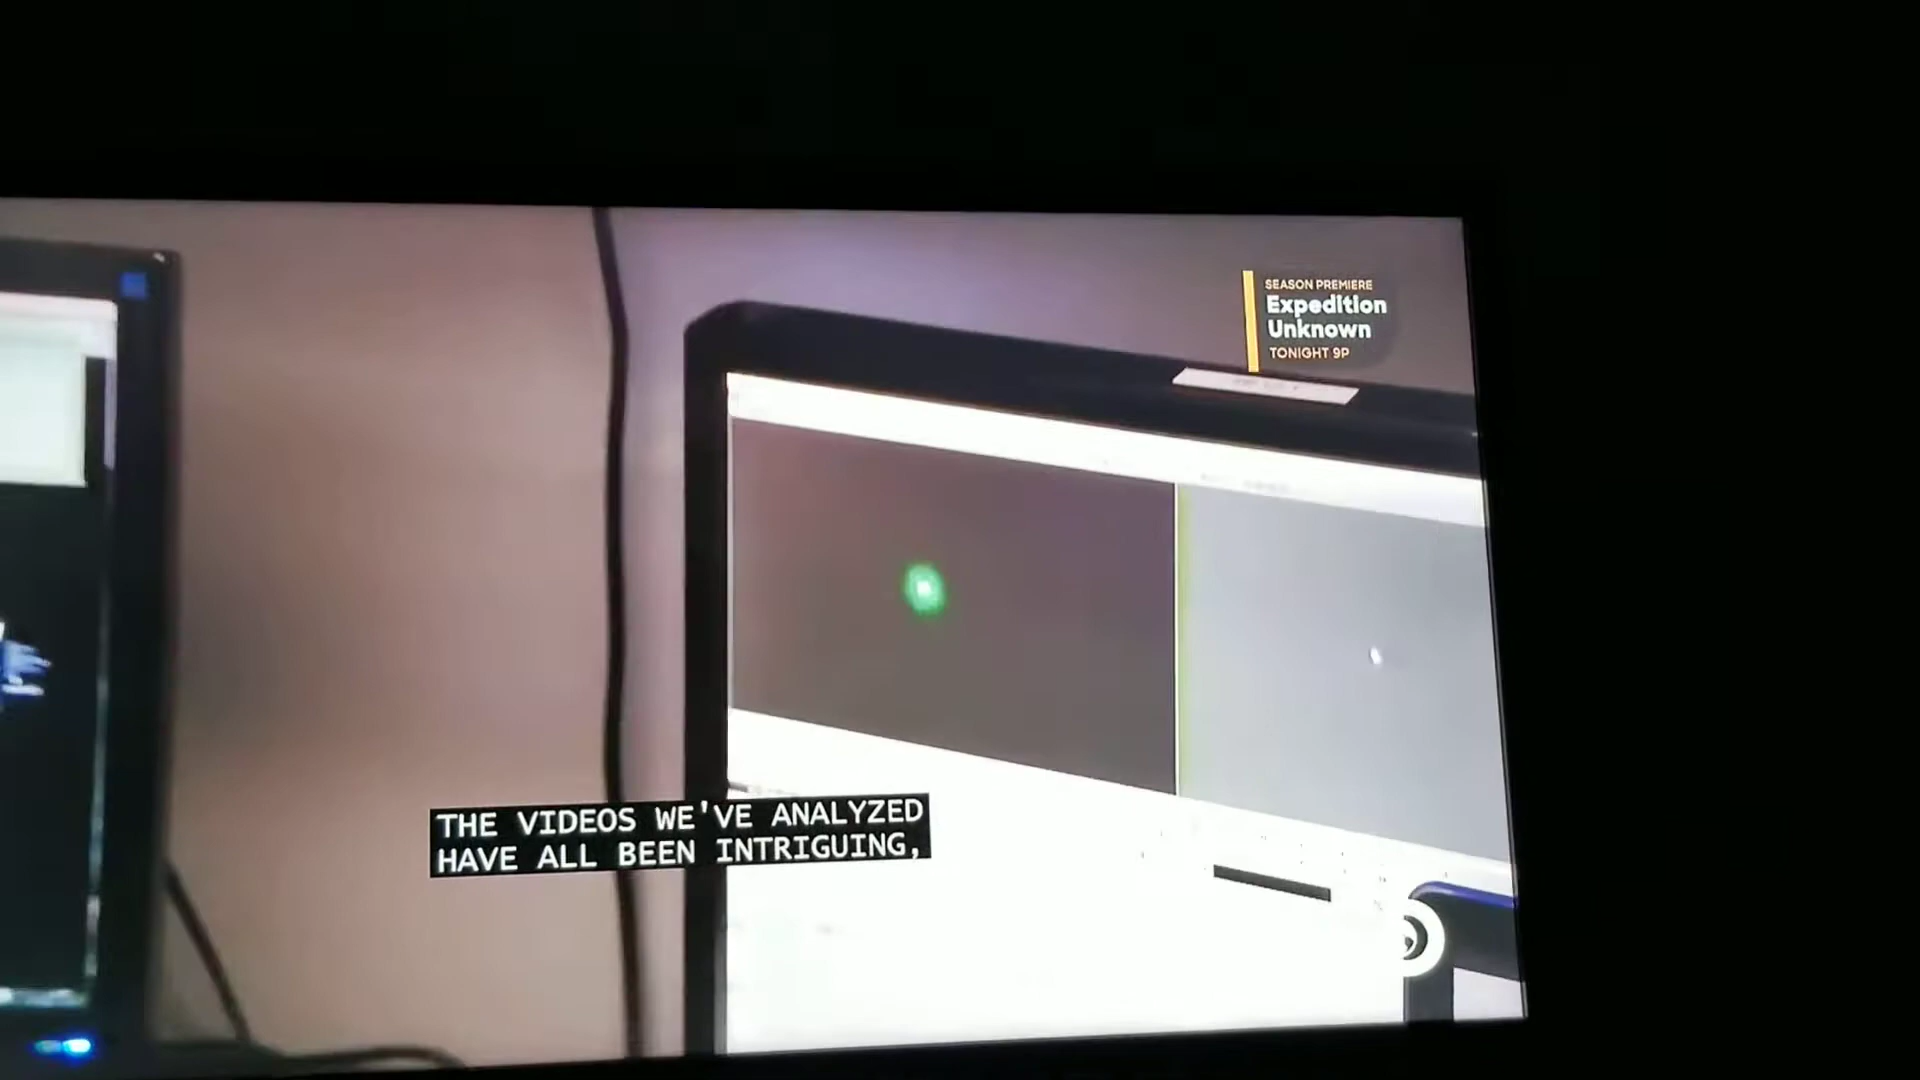 SEASON PREMIERE
Expedition
Unknown
TONIGHT 9P
THE VIDEOS WE'VE ANALYZED
HAVE ALL BEEN INTRIGUING,